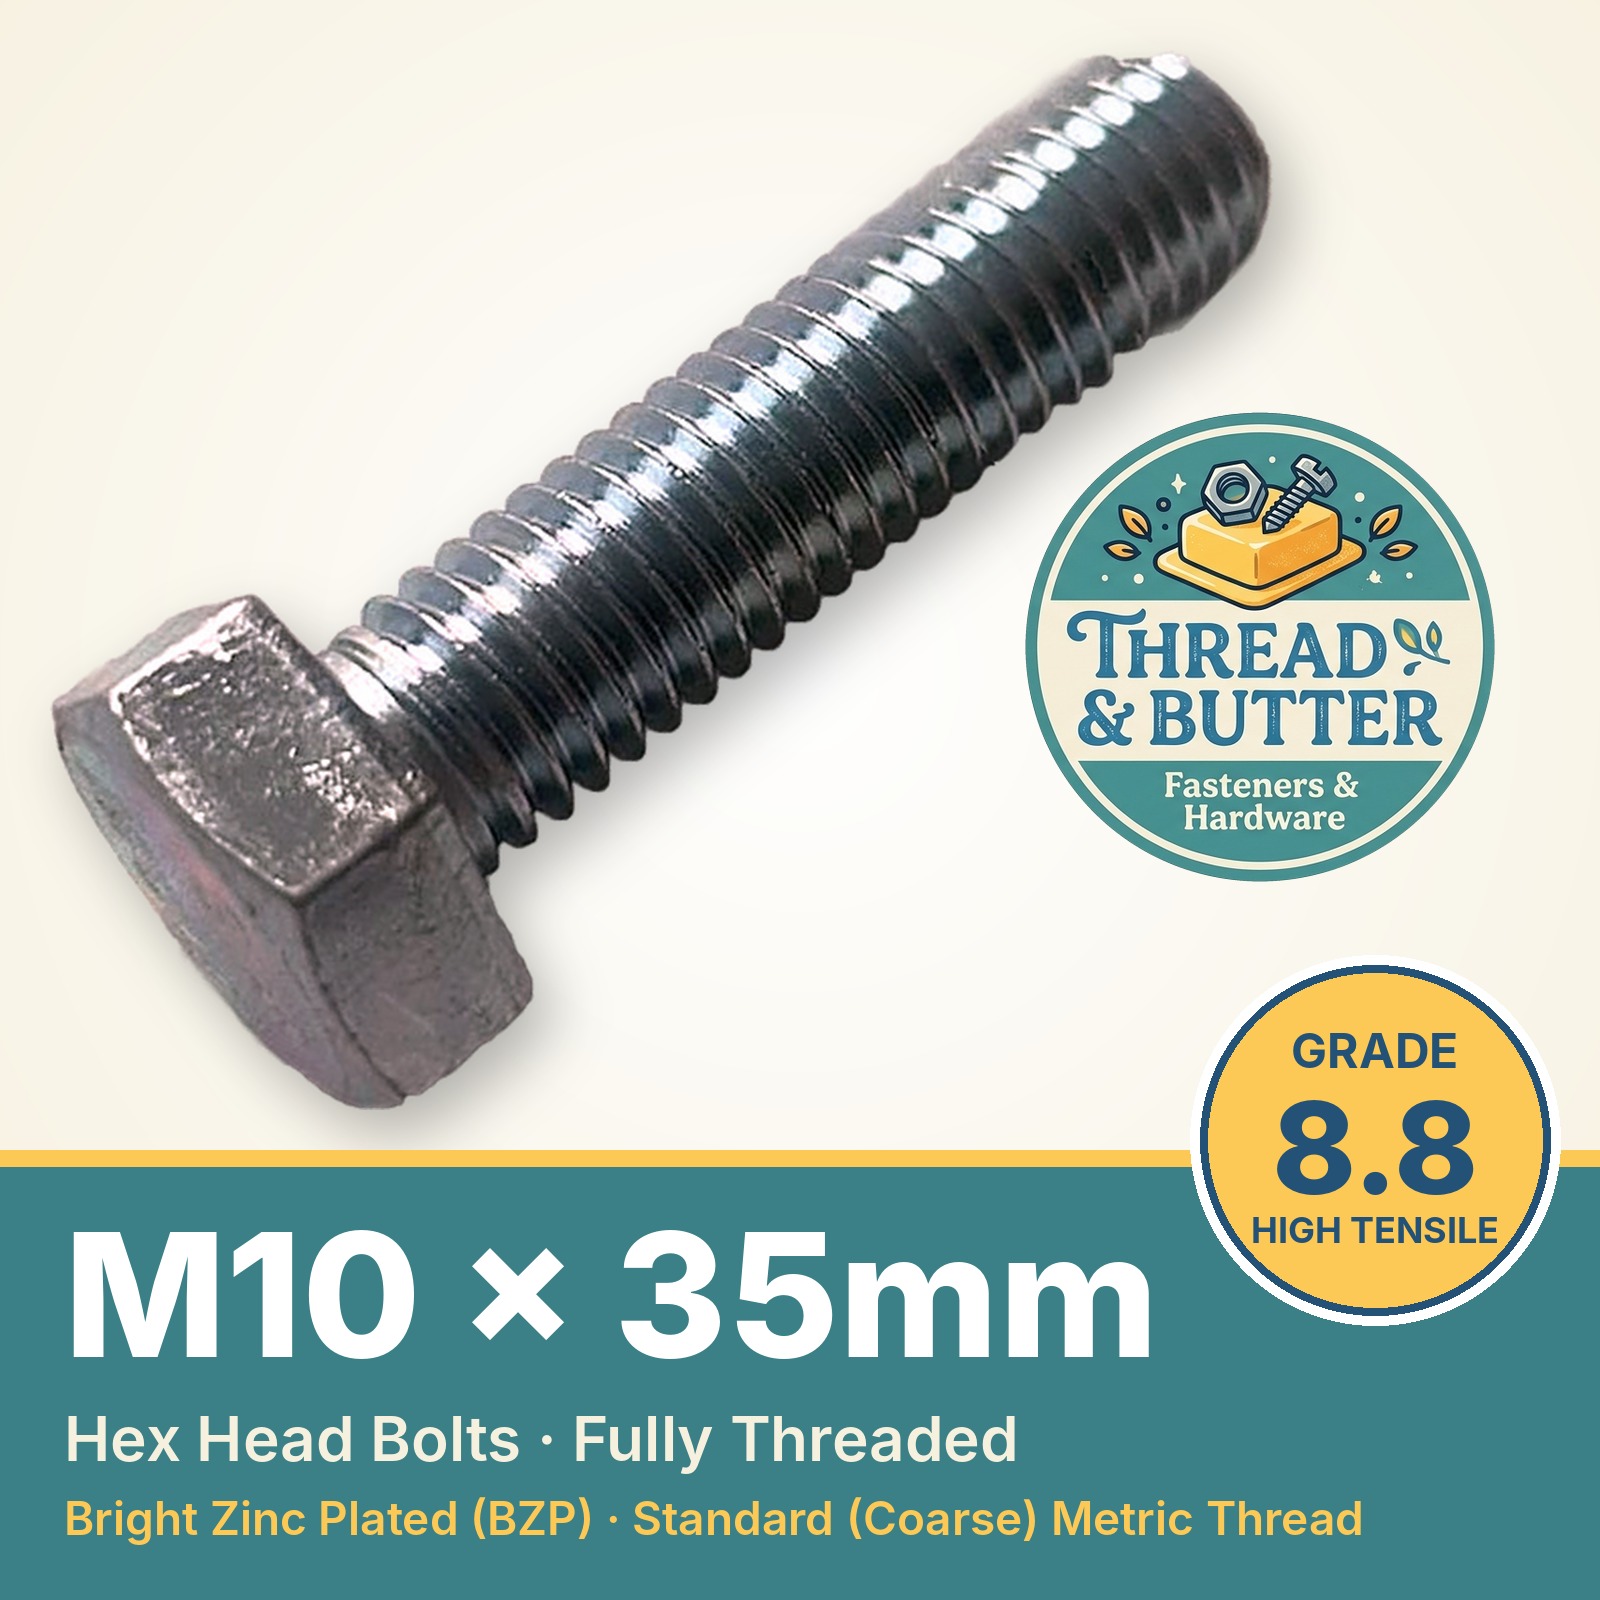 THREAD
& BUTTER
Fasteners &
Hardware
GRADE
8.8
HIGH TENSILE
M10 × 35mm
Hex Head Bolts · Fully Threaded
Bright Zinc Plated (BZP) · Standard (Coarse) Metric Thread